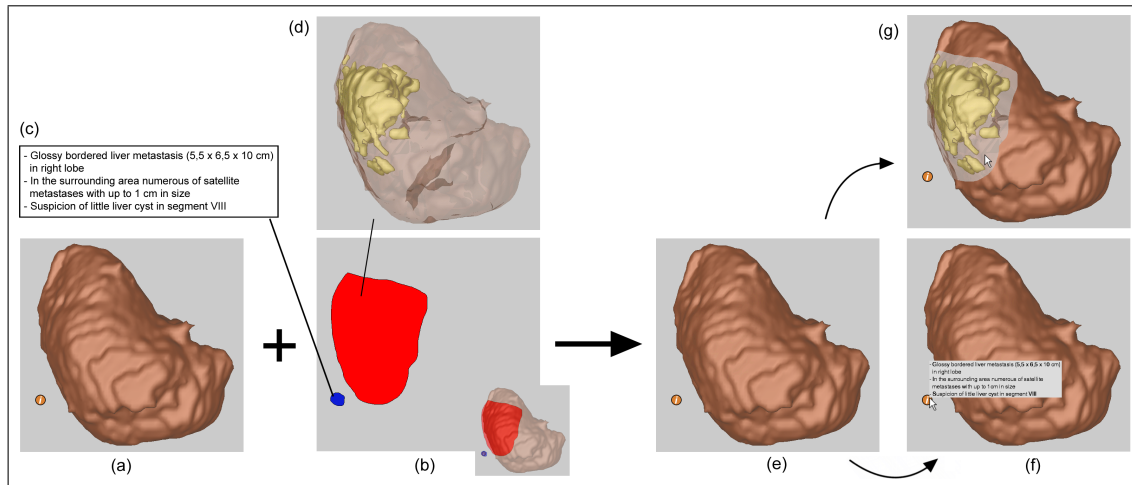 (d)
(g)
(c)
- Glossy bordered liver metastasis (5,5 x 6,5 x 10 cm)
in right lobe
- In the surrounding area numerous of satellite
metastases with up to 1 cm in size
- Suspicion of little liver cyst in segment VIII
i
+
i
i
- Glossy bordered liver metastasis (5,5 x 6,5 x 10 cm)
in right lobe
- In the surrounding area numerous of satellite
metastases with up to 1 cm in size
- Suspicion of little liver cyst in segment VIII
i
(a)
(b)
(e)
(f)